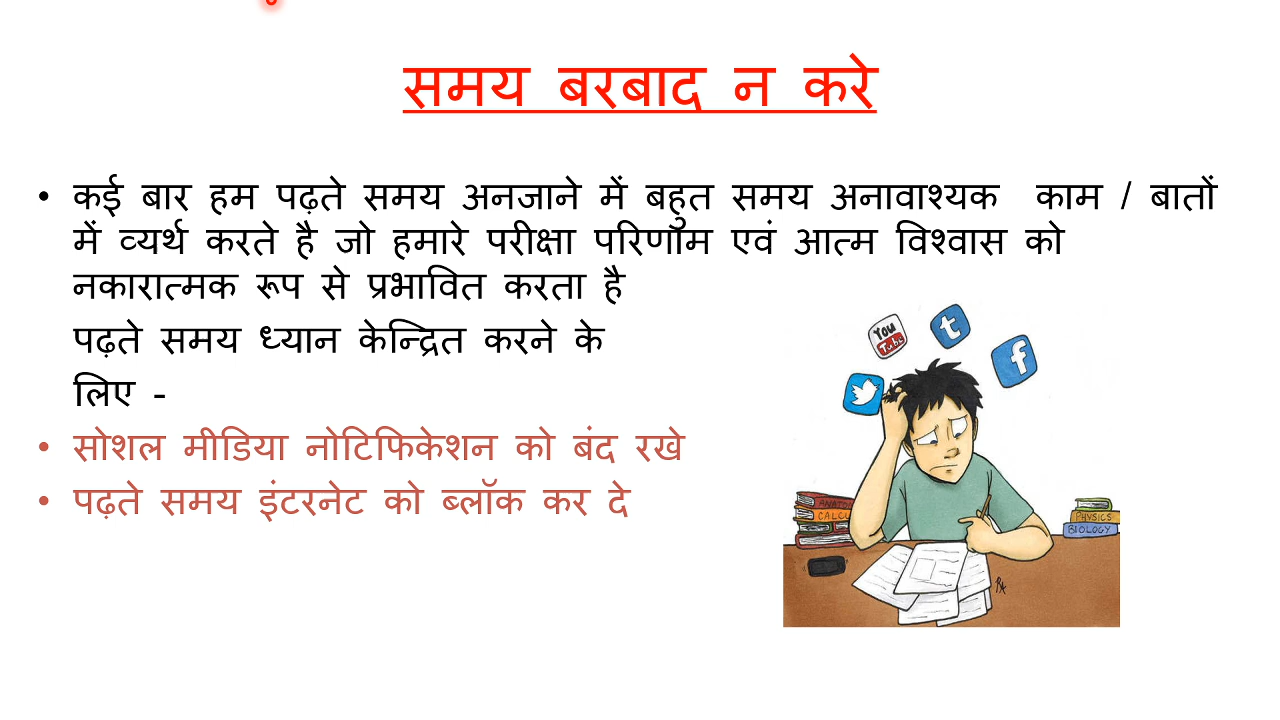 समय बरबाद न करे
• कई बार हम पढ़ते समय अनजाने में बहुत समय अनावाश्यक काम / बातों
में व्यर्थ करते है जो हमारे परीक्षा परिणाम एवं आत्म विश्वास को
नकारात्मक रूप से प्रभावित करता है
पढ़ते समय ध्यान केन्द्रित करने के
लिए -
• सोशल मीडिया नोटिफिकेशन को बंद रखे
• पढ़ते समय इंटरनेट को ब्लॉक कर दे
You
Tube
t
f
CALCU
PHYSICS
BIOLOGY